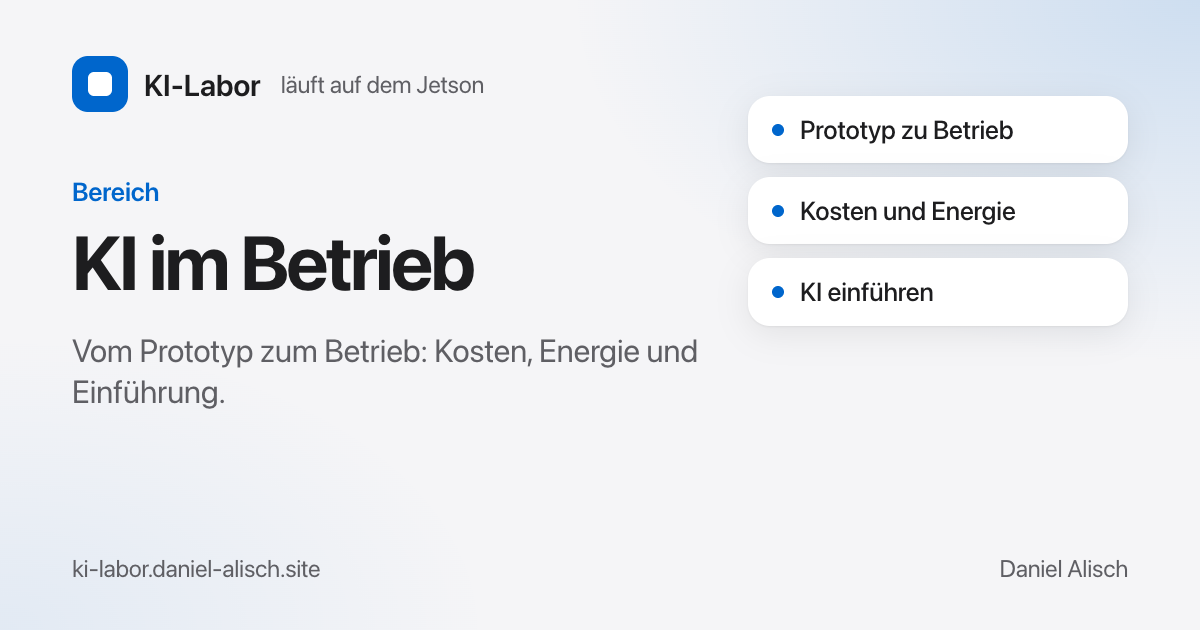 KI-Labor läuft auf dem Jetson
Bereich
KI im Betrieb
Vom Prototyp zum Betrieb: Kosten, Energie und
Einführung.
Prototyp zu Betrieb
Kosten und Energie
KI einführen
ki-labor.daniel-alisch.site
Daniel Alisch